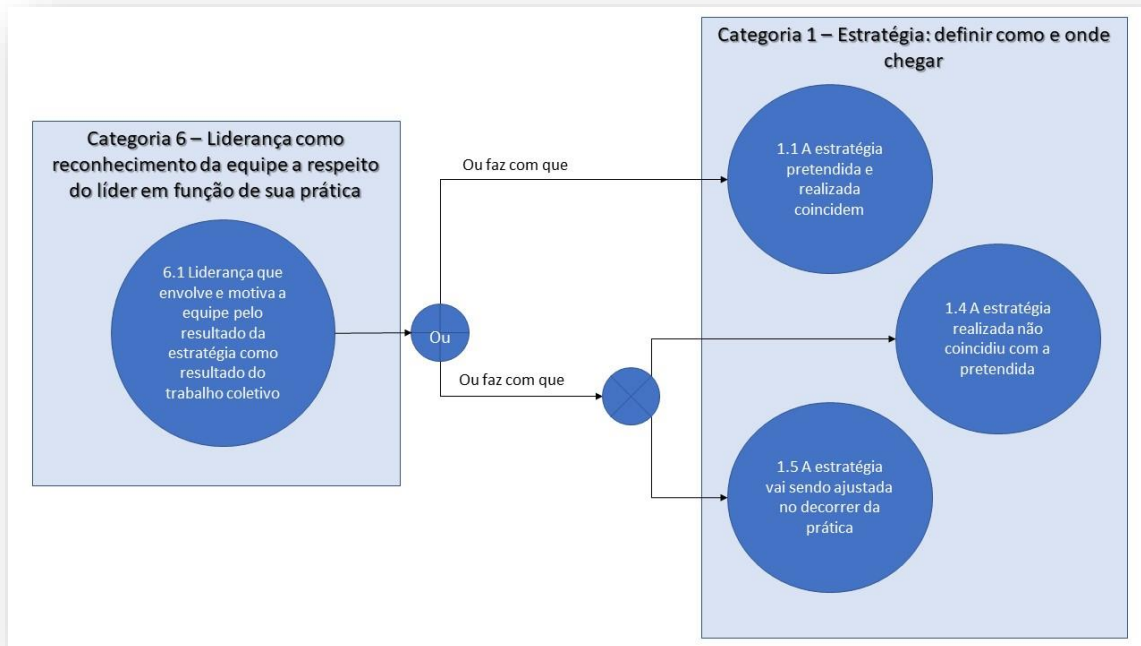 Categoria 6 – Liderança como
reconhecimento da equipe a respeito
do líder em função de sua prática
6.1 Liderança que
envolve e motiva a
equipe pelo
resultado da
estratégia como
resultado do
trabalho coletivo
Ou
Ou faz com que
Ou faz com que
Categoria 1 – Estratégia: definir como e onde
chegar
1.1 A estratégia
pretendida e
realizada
coincidem
1.4 A estratégia
realizada não
coincidiu com a
pretendida
1.5 A estratégia
vai sendo ajustada
no decorrer da
prática